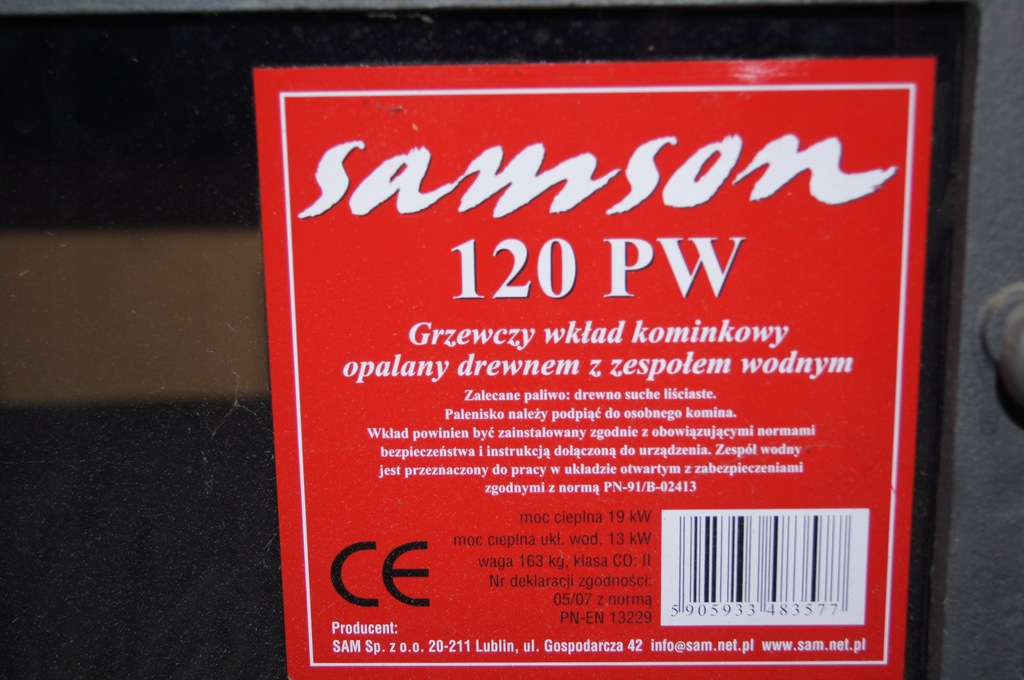 samson
120 PW
Grzewczy wkład kominkowy
opalany drewnem z zespołem wodnym
Zalecane paliwo: drewno suche liściaste.
Palenisko należy podpiąć do osobnego komina.
Wkład powinien być zainstalowany zgodnie z obowiązującymi normami
bezpieczeństwa i instrukcją dołączoną do urządzenia. Zespół wodny
jest przeznaczony do pracy w układzie otwartym z zabezpieczeniami
zgodnymi z normą PN-91/B-02413
moc cieplna 19 kW
moc cieplna ukł. wod. 13 kW
waga 163 kg, klasa CO: II
Nr deklaracji zgodności:
05/07 z normą
PN-EN 13229
CE
5 905933 483577
Producent:
SAM Sp. z o.o. 20-211 Lublin, ul. Gospodarcza 42 info@sam.net.pl www.sam.net.pl